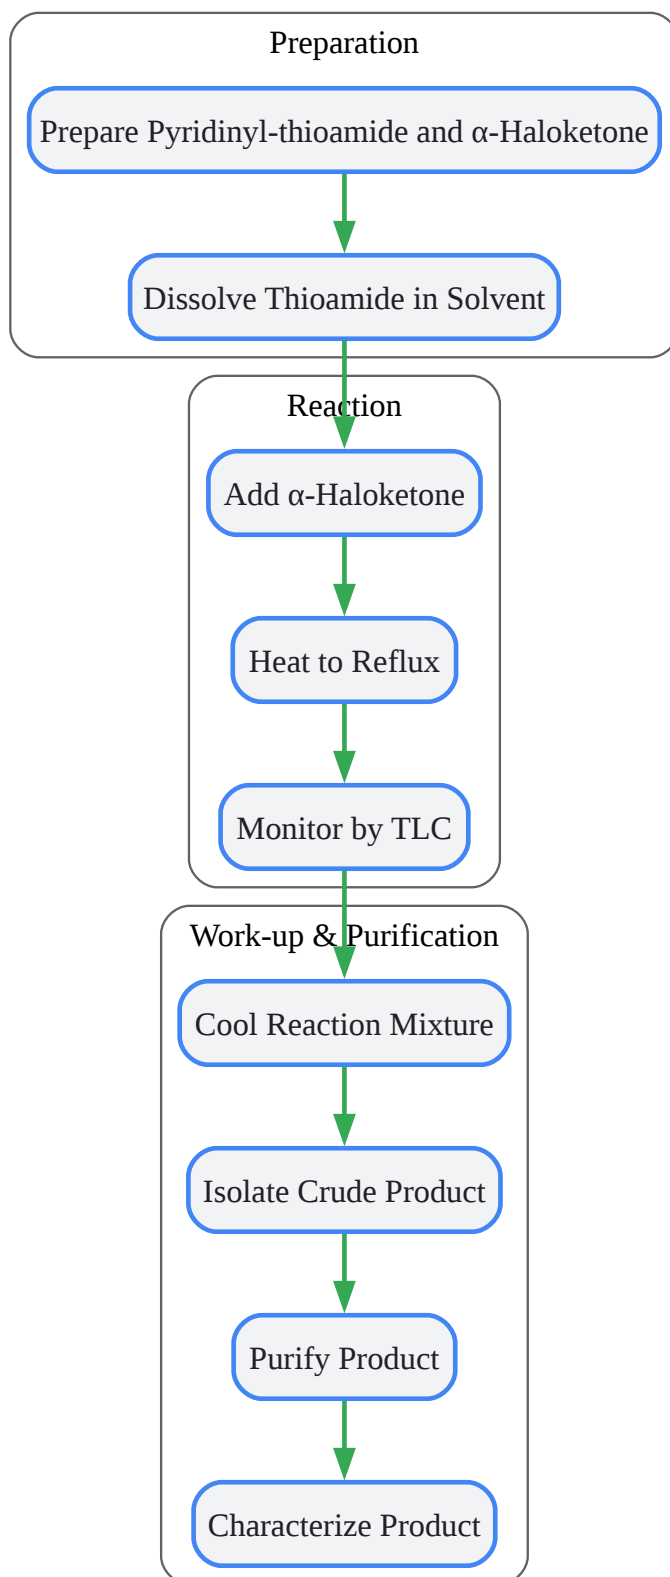 Preparation
Prepare Pyridinyl-thioamide and α-Haloketone
Dissolve Thioamide in Solvent
Reaction
Add α-Haloketone
Heat to Reflux
Monitor by TLC
Work-up & Purification
Cool Reaction Mixture
Isolate Crude Product
Purify Product
Characterize Product